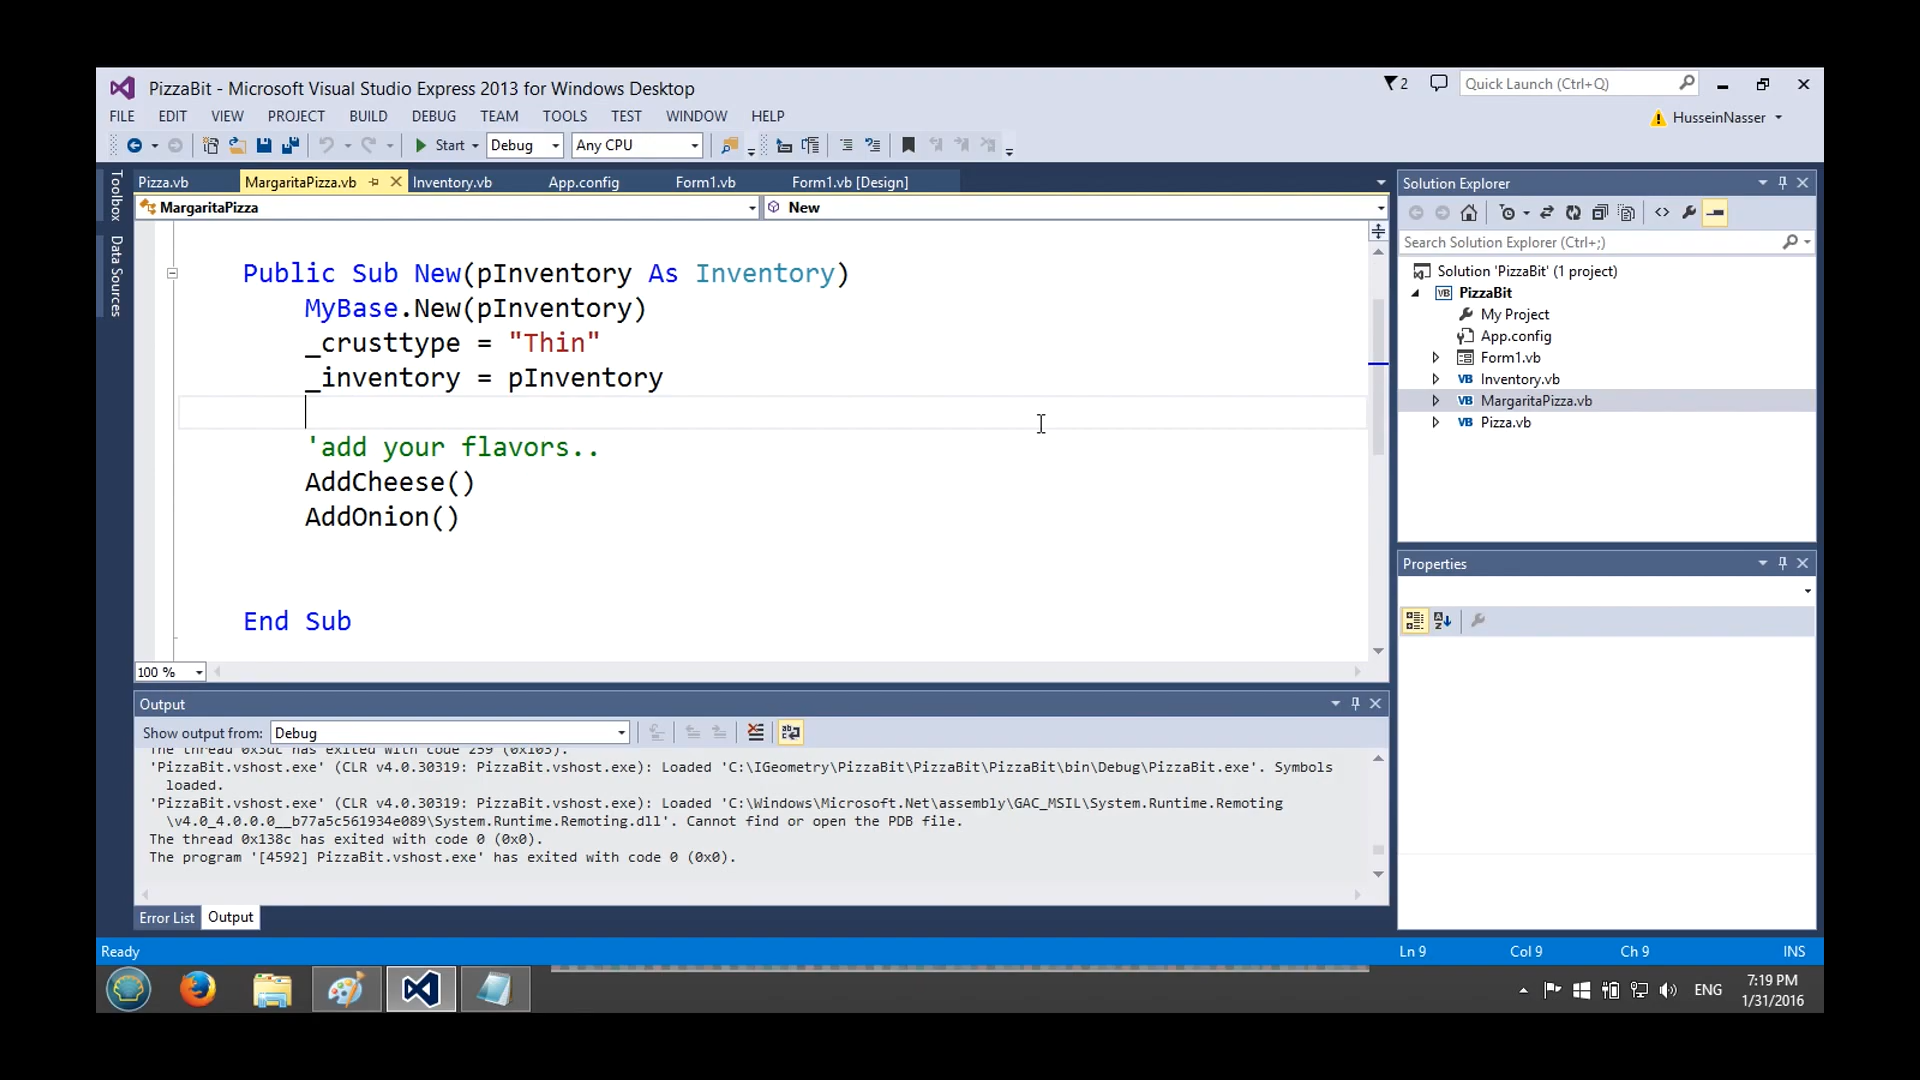 PizzaBit - Microsoft Visual Studio Express 2013 for Windows Desktop
2
Quick Launch (Ctrl+Q)
FILE EDIT VIEW PROJECT BUILD DEBUG TEAM TOOLS TEST WINDOW HELP
HusseinNasser
Start Debug Any CPU
Toolbox
Data Sources
Pizza.vb MargaritaPizza.vb Inventory.vb App.config Form1.vb Form1.vb [Design]
MargaritaPizza New
Public Sub New(pInventory As Inventory)
MyBase.New(pInventory)
_crusttype = "Thin"
_inventory = pInventory
'add your flavors..
AddCheese()
AddOnion()
End Sub
100 %
Output
Show output from: Debug
The thread 0x3dc has exited with code 259 (0x103).
'PizzaBit.vshost.exe' (CLR v4.0.30319: PizzaBit.vshost.exe): Loaded 'C:\IGeometry\PizzaBit\PizzaBit\PizzaBit\bin\Debug\PizzaBit.exe'. Symbols
loaded.
'PizzaBit.vshost.exe' (CLR v4.0.30319: PizzaBit.vshost.exe): Loaded 'C:\Windows\Microsoft.Net\assembly\GAC_MSIL\System.Runtime.Remoting
\v4.0_4.0.0.0__b77a5c561934e089\System.Runtime.Remoting.dll'. Cannot find or open the PDB file.
The thread 0x138c has exited with code 0 (0x0).
The program '[4592] PizzaBit.vshost.exe' has exited with code 0 (0x0).
Error List Output
Solution Explorer
Search Solution Explorer (Ctrl+;)
Solution 'PizzaBit' (1 project)
PizzaBit
My Project
App.config
Form1.vb
Inventory.vb
MargaritaPizza.vb
Pizza.vb
Properties
Ready Ln 9 Col 9 Ch 9 INS
ENG
7:19 PM
1/31/2016